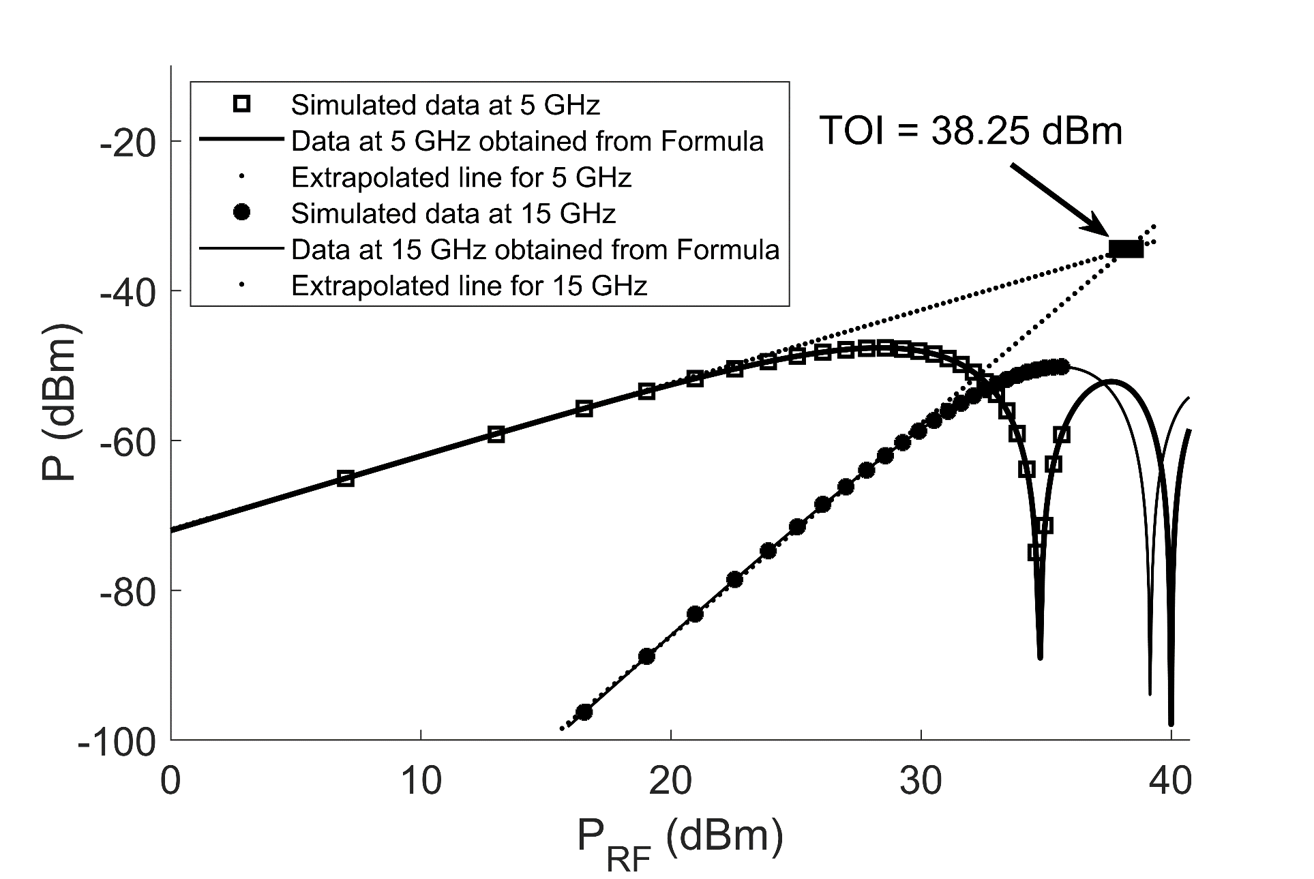 Simulated data at 5 GHz
Data at 5 GHz obtained from Formula
Extrapolated line for 5 GHz
Simulated data at 15 GHz
Data at 15 GHz obtained from Formula
Extrapolated line for 15 GHz
TOI = 38.25 dBm
P (dBm)
-20
-40
-60
-80
-100
0 10 20 30 40
P_RF (dBm)